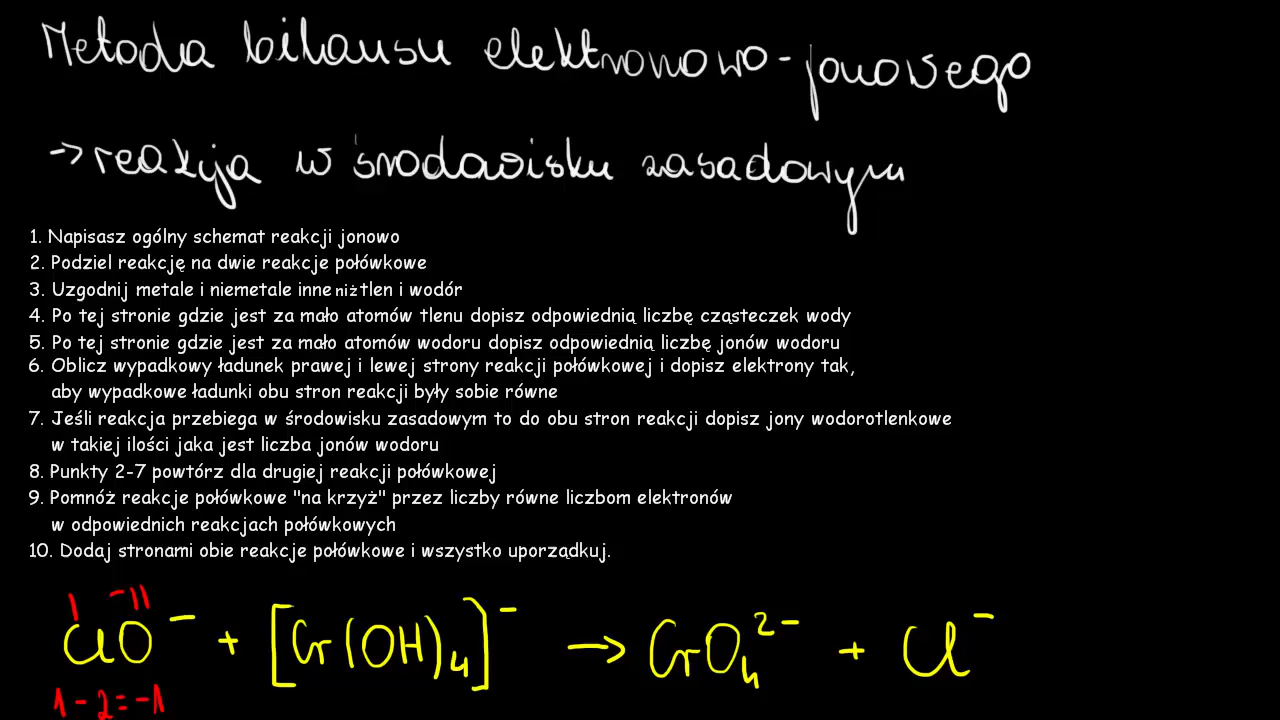 Metoda bilansu elektronowo-jonowego
→ reakcja w środowisku zasadowym
1. Napisasz ogólny schemat reakcji jonowo
2. Podziel reakcję na dwie reakcje połówkowe
3. Uzgodnij metale i niemetale inne niż tlen i wodór
4. Po tej stronie gdzie jest za mało atomów tlenu dopisz odpowiednią liczbę cząsteczek wody
5. Po tej stronie gdzie jest za mało atomów wodoru dopisz odpowiednią liczbę jonów wodoru
6. Oblicz wypadkowy ładunek prawej i lewej strony reakcji połówkowej i dopisz elektrony tak,
aby wypadkowe ładunki obu stron reakcji były sobie równe
7. Jeśli reakcja przebiega w środowisku zasadowym to do obu stron reakcji dopisz jony wodorotlenkowe
w takiej ilości jaka jest liczba jonów wodoru
8. Punkty 2-7 powtórz dla drugiej reakcji połówkowej
9. Pomnóż reakcje połówkowe "na krzyż" przez liczby równe liczbom elektronów
w odpowiednich reakcjach połówkowych
10. Dodaj stronami obie reakcje połówkowe i wszystko uporządkuj.
I -II
ClO⁻ + [Cr(OH)₄]⁻ → CrO₄²⁻ + Cl⁻
1-2=-1